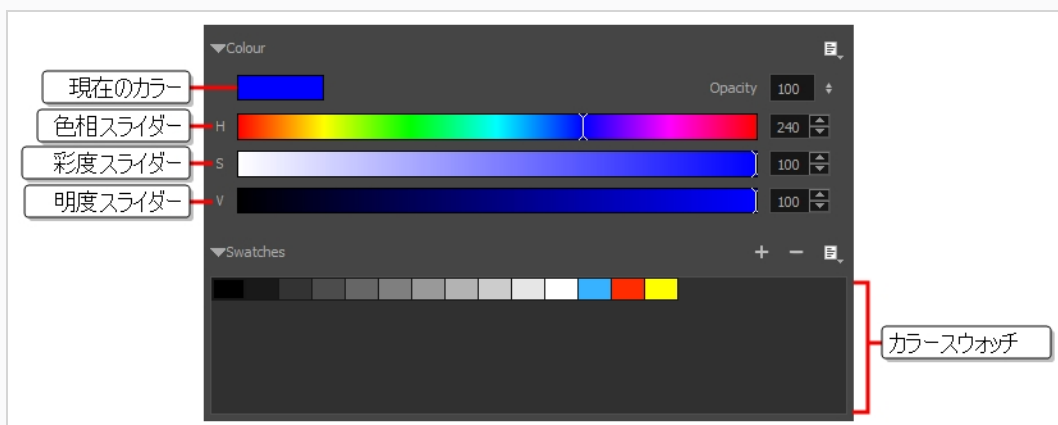 Colour
現在のカラー
Opacity 100
色相スライダー H 240
彩度スライダー S 100
明度スライダー V 100
Swatches
カラースウォッチ